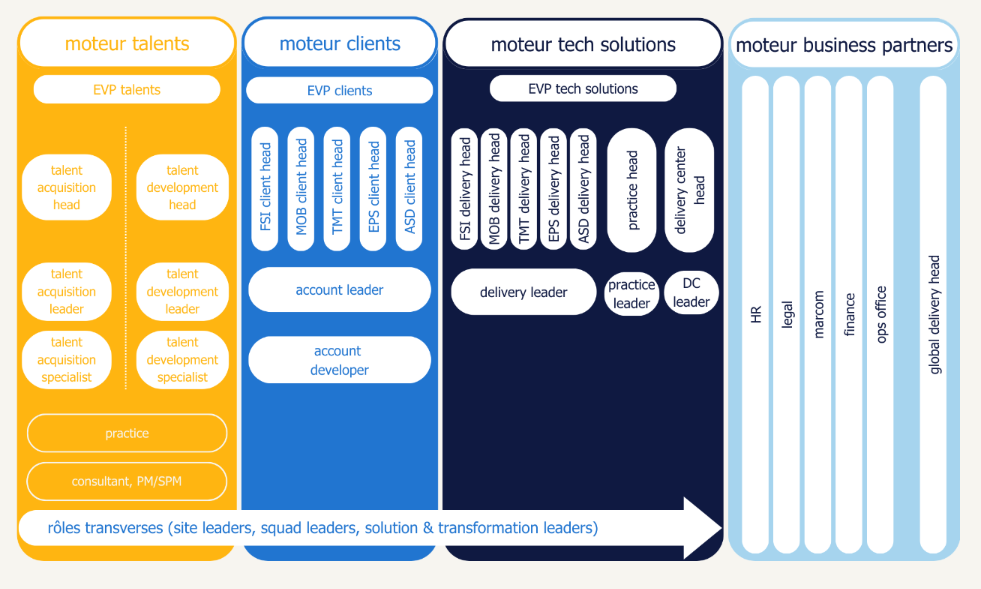 moteur talents
EVP talents
talent
acquisition
head
talent
development
head
talent
acquisition
leader
talent
development
leader
talent
acquisition
specialist
talent
development
specialist
practice
consultant, PM/SPM
moteur clients
EVP clients
FSI client head
MOB client head
TMT client head
EPS client head
ASD client head
account leader
account
developer
moteur tech solutions
EVP tech solutions
FSI delivery head
MOB delivery head
TMT delivery head
EPS delivery head
ASD delivery head
practice head
delivery center
head
delivery leader
practice
leader
DC
leader
moteur business partners
HR
legal
marcom
finance
ops office
global delivery head
rôles transverses (site leaders, squad leaders, solution & transformation leaders)